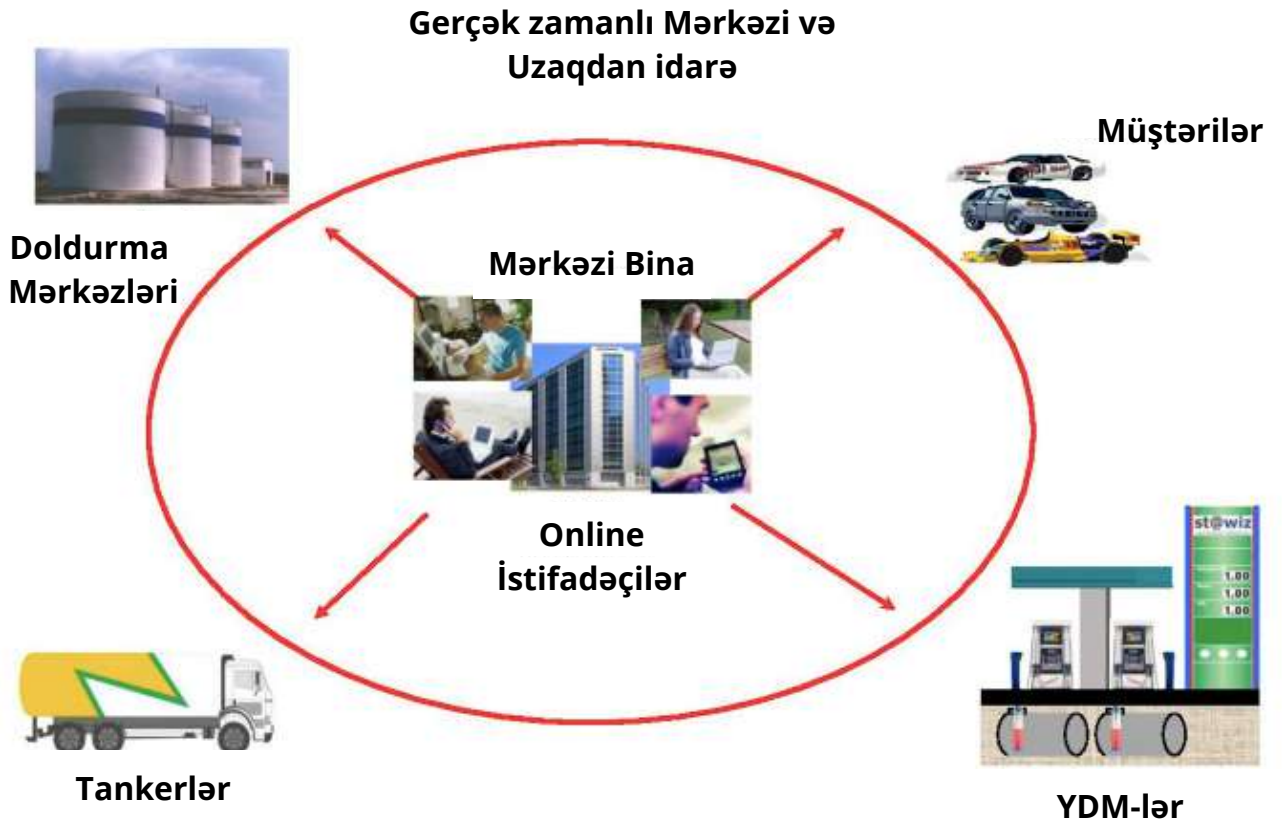 Gerçək zamanlı Mərkəzi və
Uzaqdan idarə
Müştərilər
Doldurma
Mərkəzləri
Mərkəzi Bina
Online
İstifadəçilər
st@wiz
1.00
1.00
1.00
Tankerlər
YDM-lər